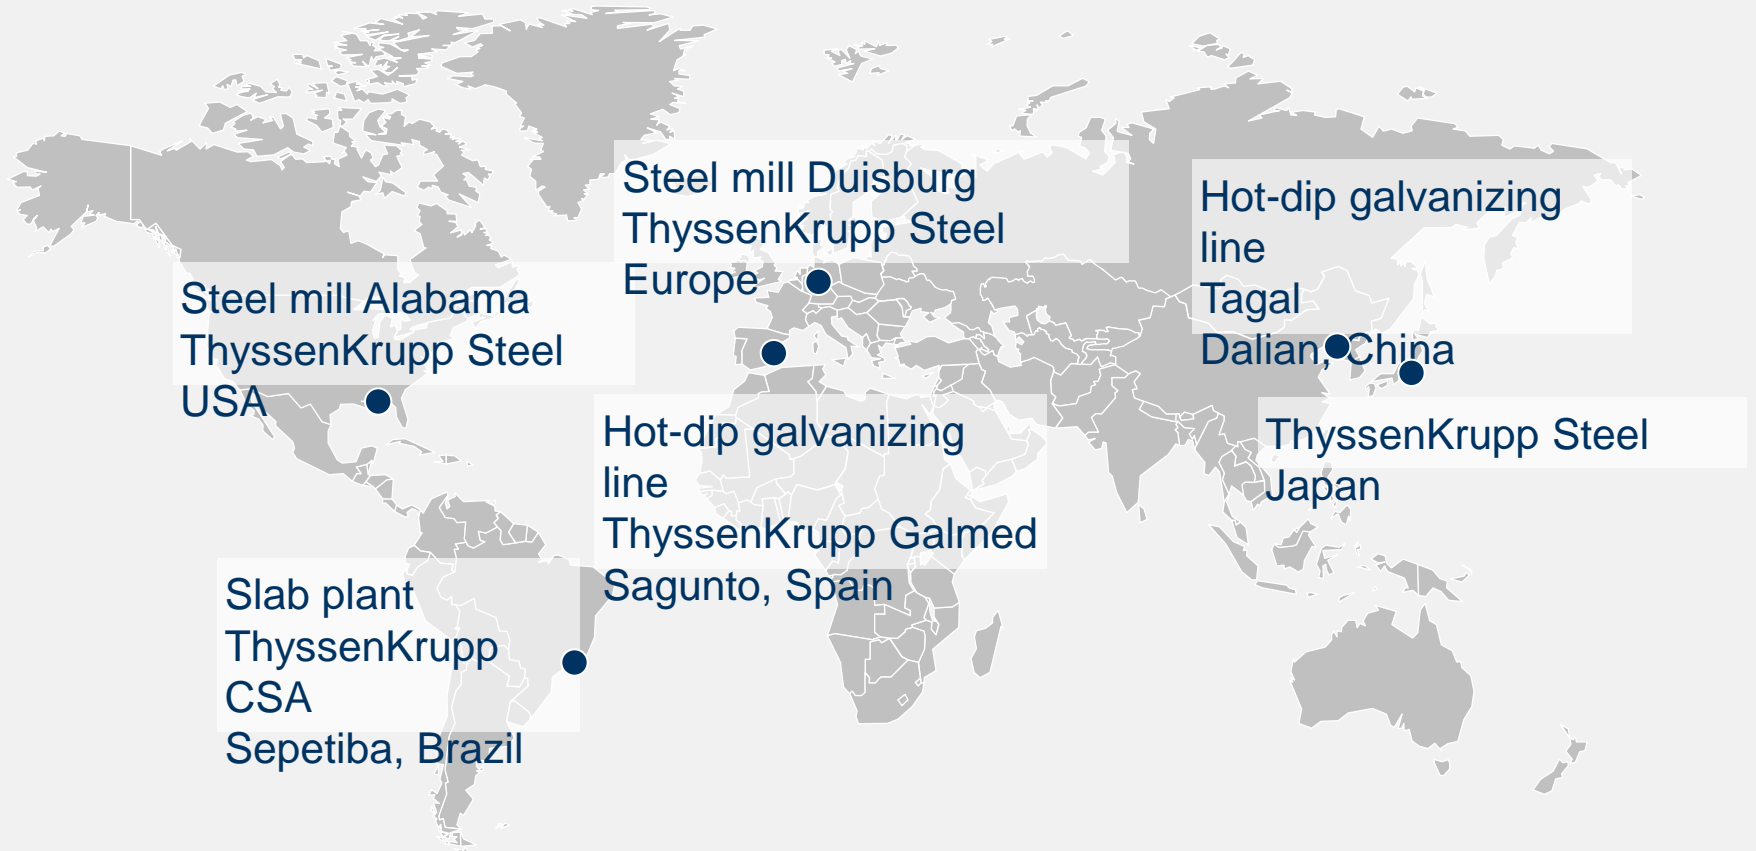 Steel mill Duisburg
ThyssenKrupp Steel
Europe
Hot-dip galvanizing
line
Tagal
Dalian, China
Steel mill Alabama
ThyssenKrupp Steel
USA
Hot-dip galvanizing
line
ThyssenKrupp Galmed
Sagunto, Spain
ThyssenKrupp Steel
Japan
Slab plant
ThyssenKrupp
CSA
Sepetiba, Brazil